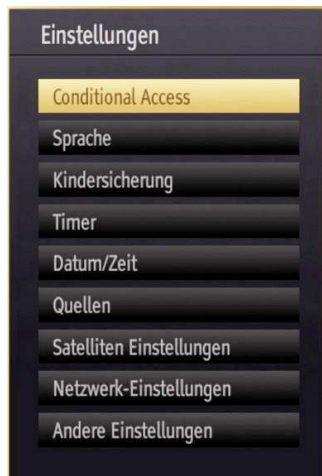 Einstellungen
Conditional Access
Sprache
Kindersicherung
Timer
Datum/Zeit
Quellen
Satelliten Einstellungen
Netzwerk-Einstellungen
Andere Einstellungen